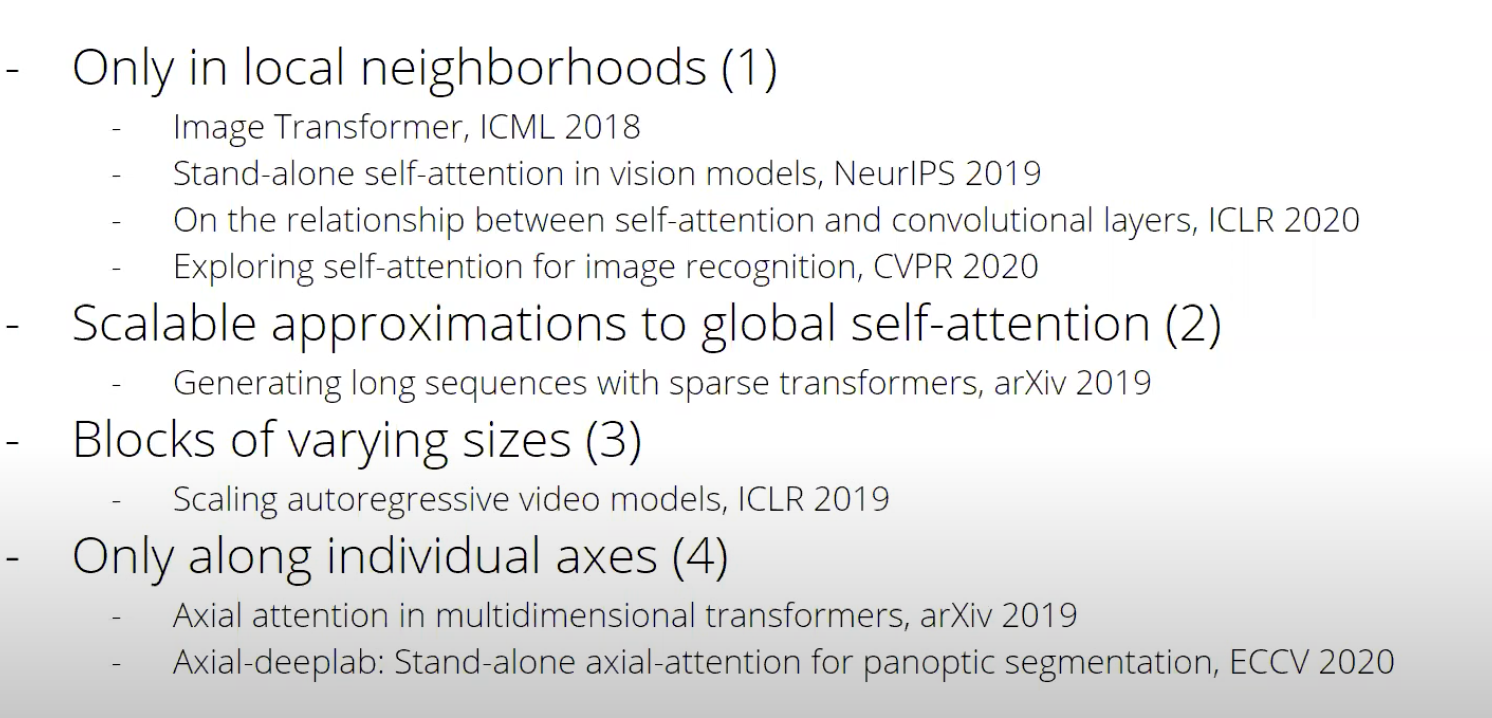 - Only in local neighborhoods (1)
- Image Transformer, ICML 2018
- Stand-alone self-attention in vision models, NeurIPS 2019
- On the relationship between self-attention and convolutional layers, ICLR 2020
- Exploring self-attention for image recognition, CVPR 2020
- Scalable approximations to global self-attention (2)
- Generating long sequences with sparse transformers, arXiv 2019
- Blocks of varying sizes (3)
- Scaling autoregressive video models, ICLR 2019
- Only along individual axes (4)
- Axial attention in multidimensional transformers, arXiv 2019
- Axial-deeplab: Stand-alone axial-attention for panoptic segmentation, ECCV 2020